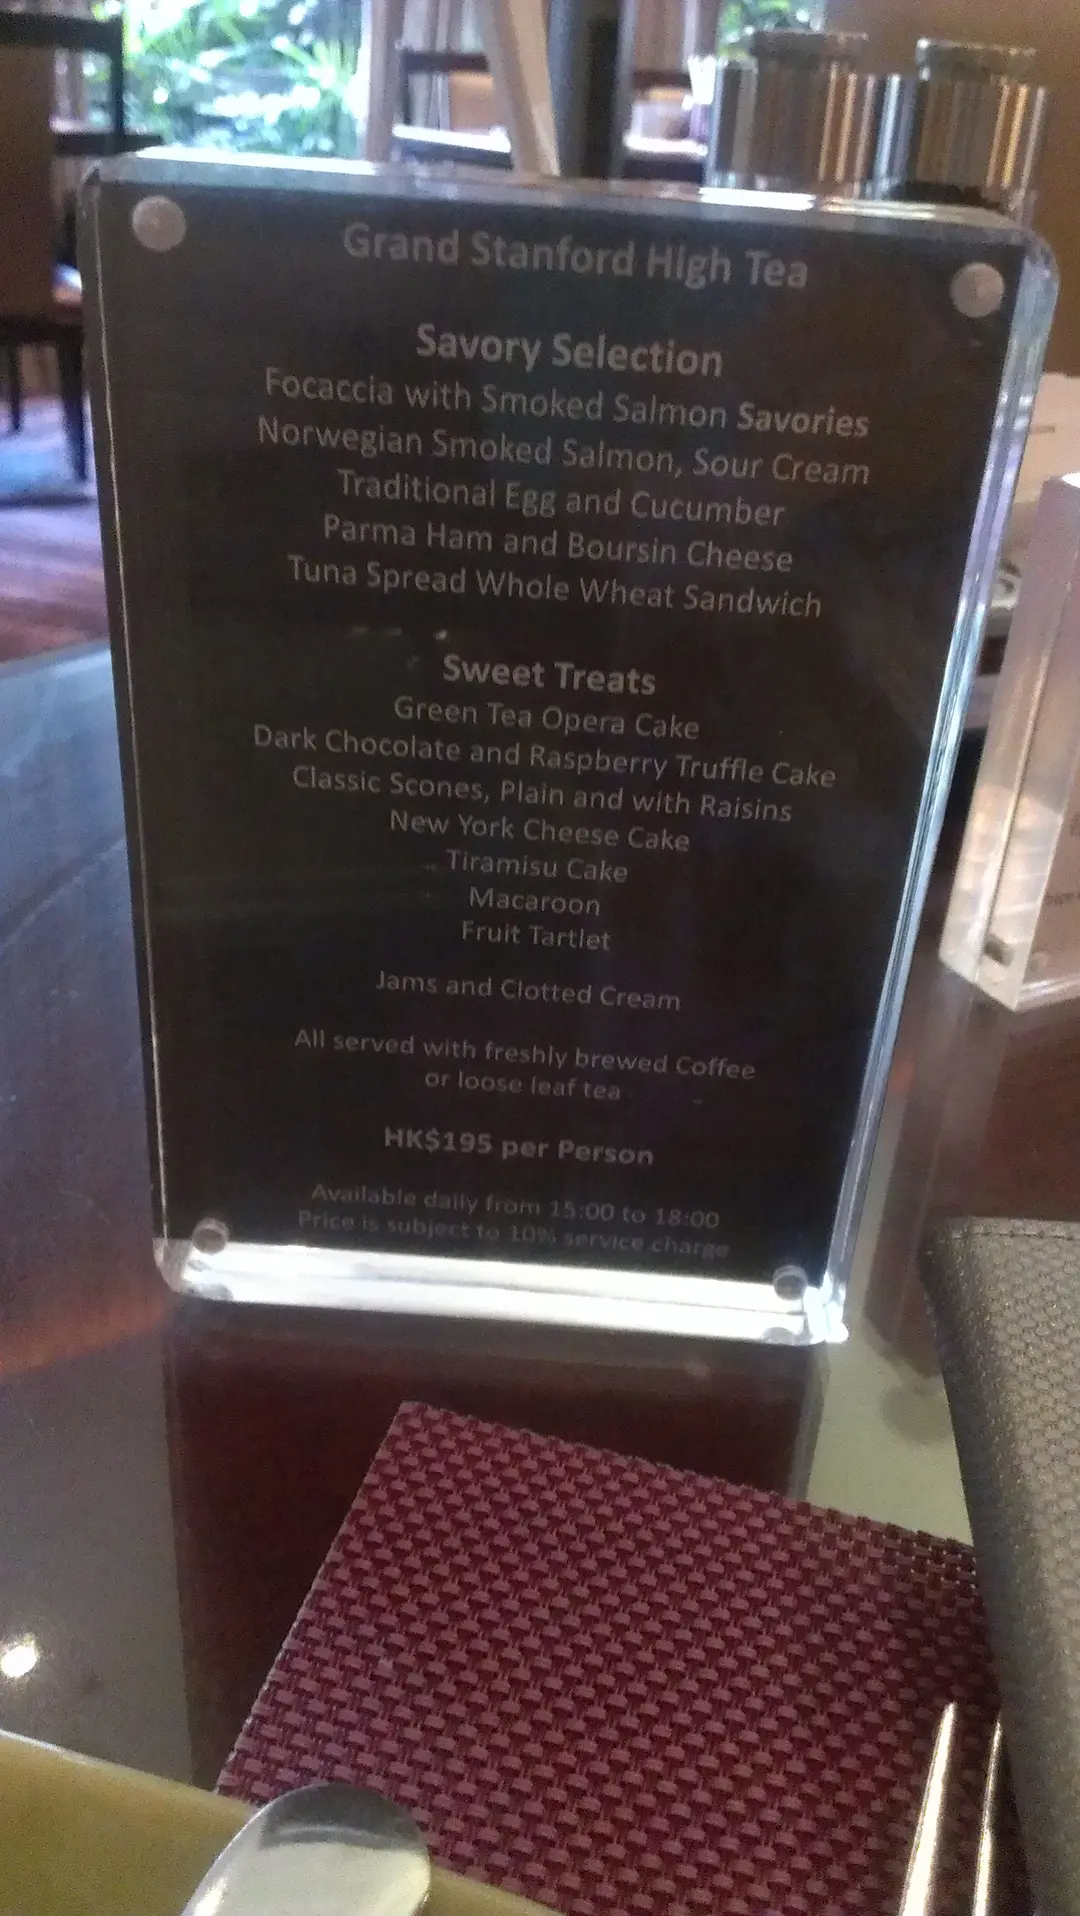 Grand Stanford High Tea
Savory Selection
Focaccia with Smoked Salmon Savories
Norwegian Smoked Salmon, Sour Cream
Traditional Egg and Cucumber
Parma Ham and Boursin Cheese
Tuna Spread Whole Wheat Sandwich
Sweet Treats
Green Tea Opera Cake
Dark Chocolate and Raspberry Truffle Cake
Classic Scones, Plain and with Raisins
New York Cheese Cake
Tiramisu Cake
Macaroon
Fruit Tartlet
Jams and Clotted Cream
All served with freshly brewed Coffee
or loose leaf tea
HK$195 per Person
Available daily from 15:00 to 18:00
Price is subject to 10% service charge